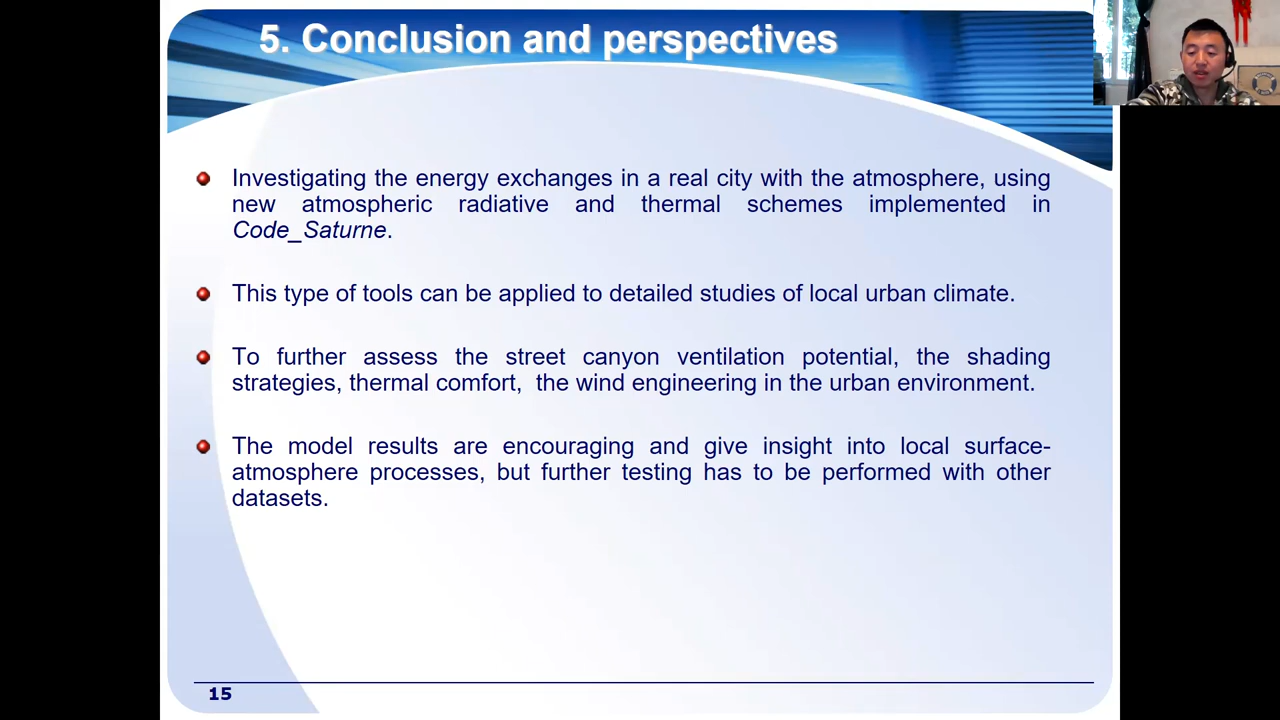 5. Conclusion and perspectives
Investigating the energy exchanges in a real city with the atmosphere, using
new atmospheric radiative and thermal schemes implemented in
Code_Saturne.
This type of tools can be applied to detailed studies of local urban climate.
To further assess the street canyon ventilation potential, the shading
strategies, thermal comfort, the wind engineering in the urban environment.
The model results are encouraging and give insight into local surface-
atmosphere processes, but further testing has to be performed with other
datasets.
15